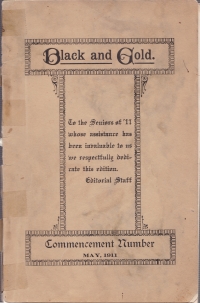 Black and Gold.
To the Seniors of '11
whose assistance has
been invaluable to us
we respectfully dedi-
cate this edition.
Editorial Staff
Commencement Number
MAY, 1911